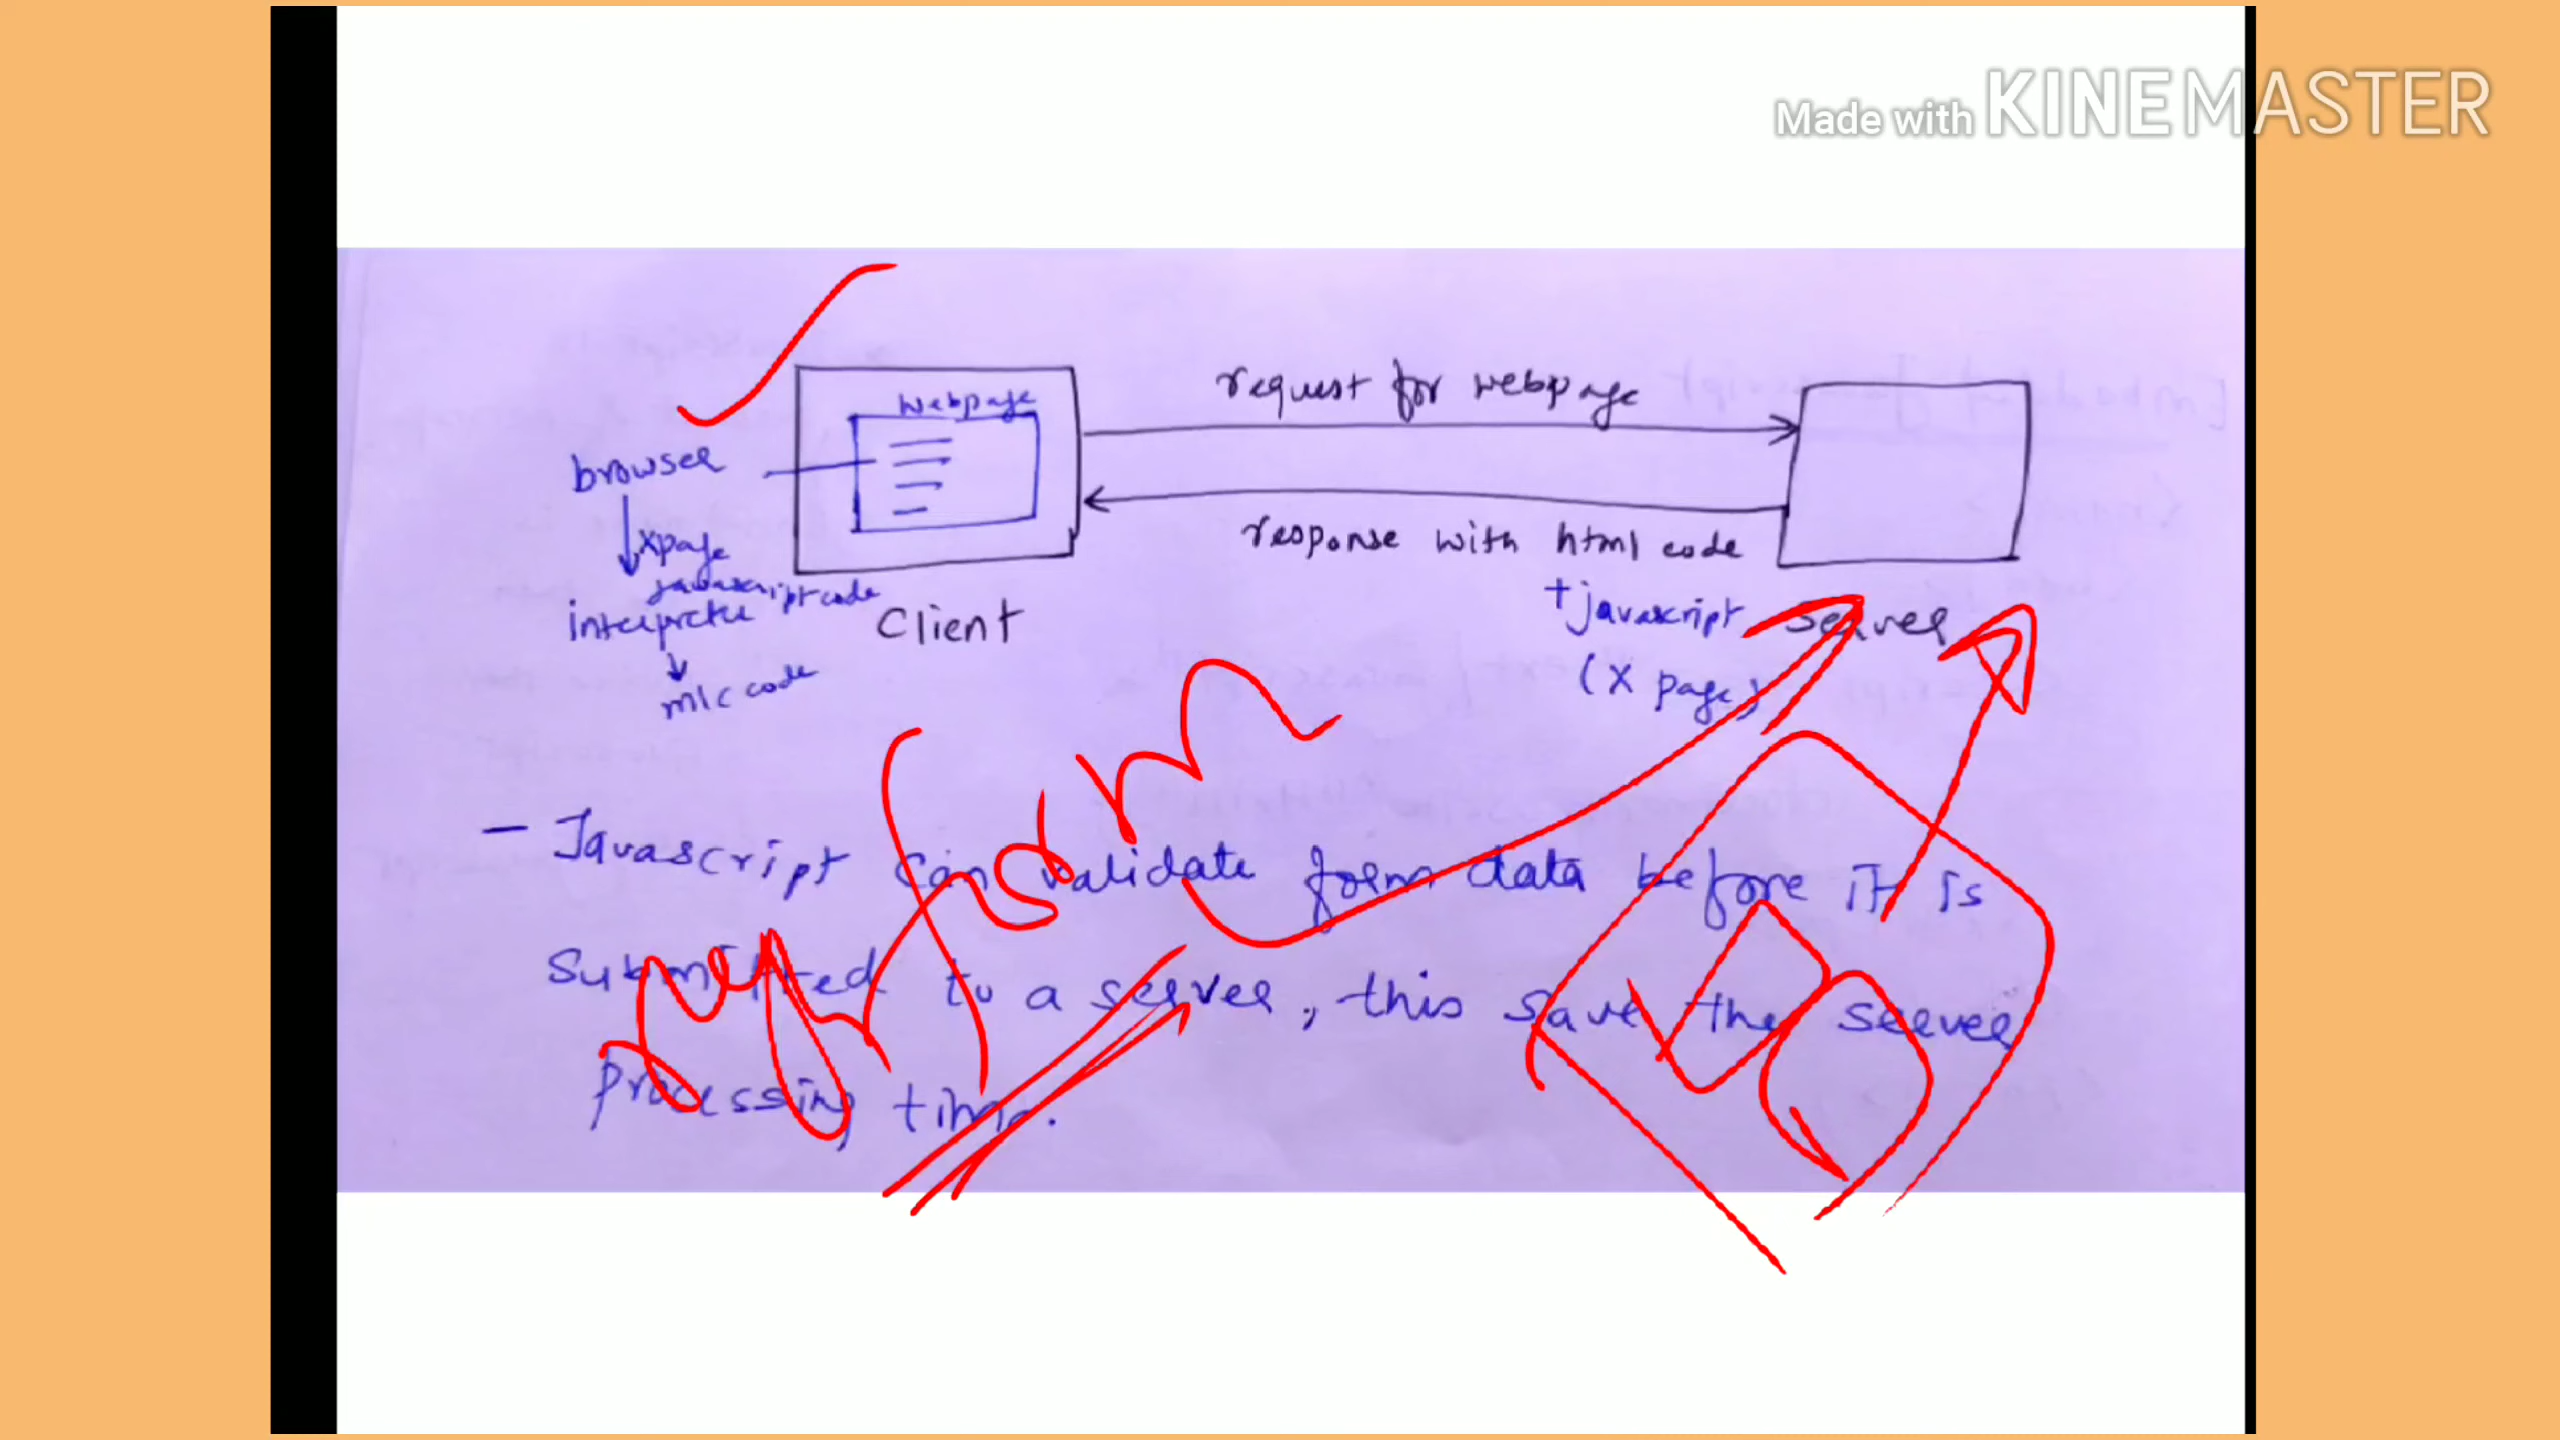 Made with KINEMASTER
Webpage
request for webpage
browser
response with html code
xpage
javascript code
+ javascript
interpreter
Client
Server
(X page)
m/c code
form
- Javascript can validate form data before it is
submitted to a server, this save the server
processing time.